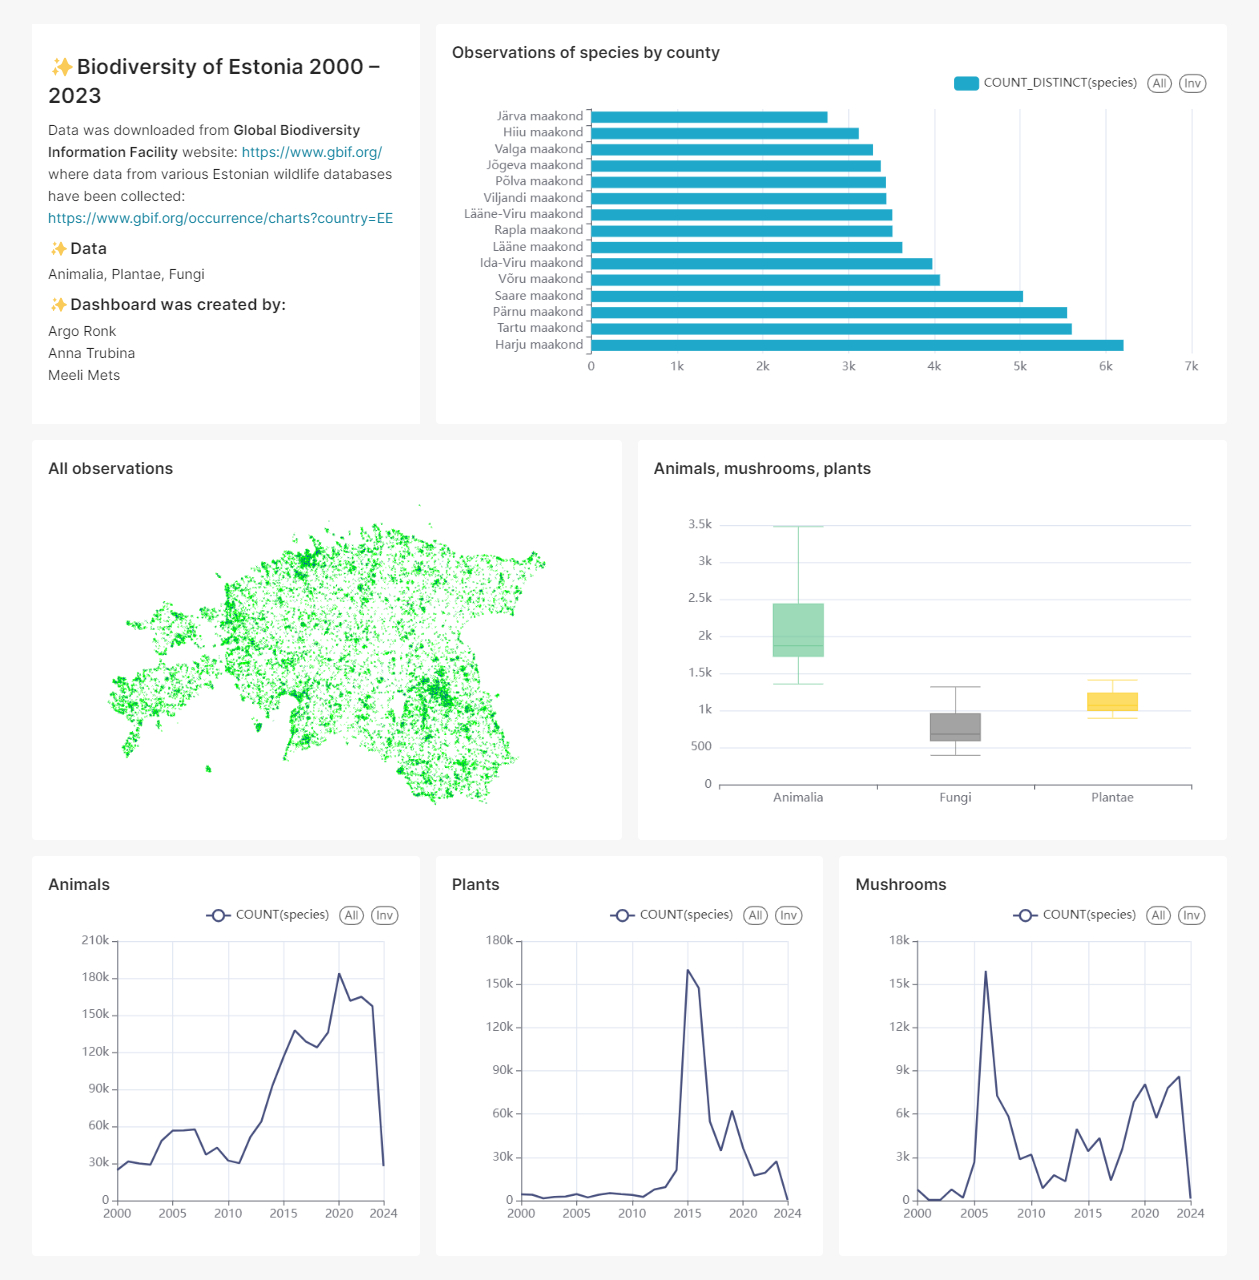 ✨Biodiversity of Estonia 2000 –
2023
Data was downloaded from Global Biodiversity
Information Facility website: https://www.gbif.org/
where data from various Estonian wildlife databases
have been collected:
https://www.gbif.org/occurrence/charts?country=EE
✨Data
Animalia, Plantae, Fungi
✨Dashboard was created by:
Argo Ronk
Anna Trubina
Meeli Mets
Observations of species by county
COUNT_DISTINCT(species) All Inv
Järva maakond
Hiiu maakond
Valga maakond
Jõgeva maakond
Põlva maakond
Viljandi maakond
Lääne-Viru maakond
Rapla maakond
Lääne maakond
Ida-Viru maakond
Võru maakond
Saare maakond
Pärnu maakond
Tartu maakond
Harju maakond
0 1k 2k 3k 4k 5k 6k 7k
All observations
Animals, mushrooms, plants
3.5k
3k
2.5k
2k
1.5k
1k
500
0
Animalia Fungi Plantae
Animals
COUNT(species) All Inv
210k
180k
150k
120k
90k
60k
30k
0
2000 2005 2010 2015 2020 2024
Plants
COUNT(species) All Inv
180k
150k
120k
90k
60k
30k
0
2000 2005 2010 2015 2020 2024
Mushrooms
COUNT(species) All Inv
18k
15k
12k
9k
6k
3k
0
2000 2005 2010 2015 2020 2024